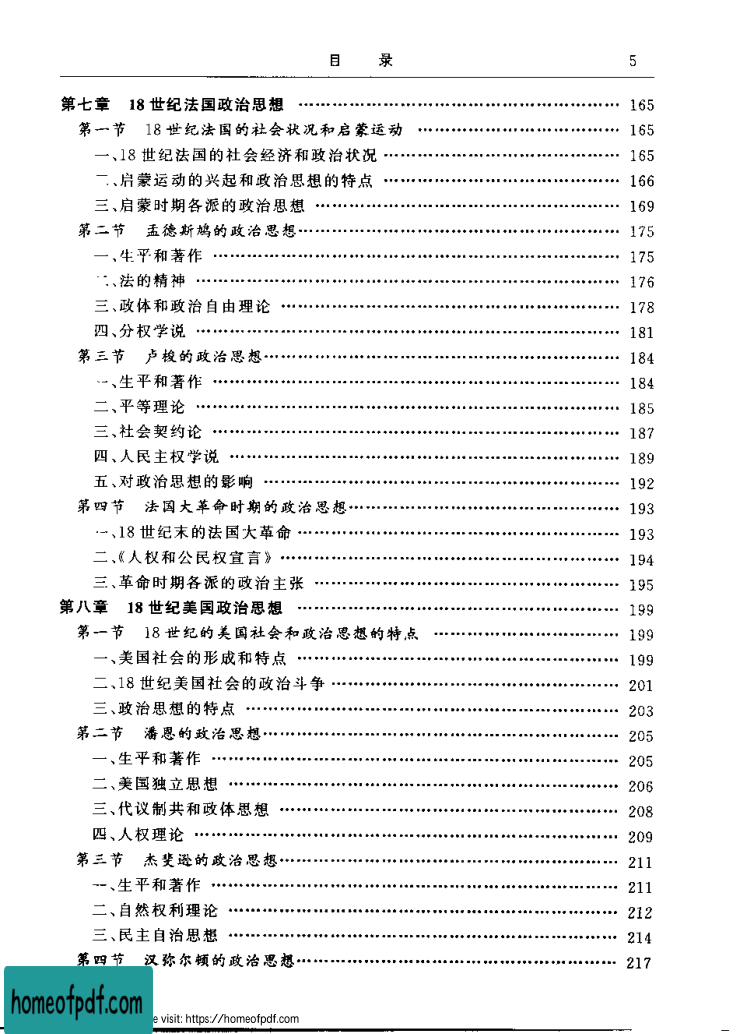 目 录 5
第七章 18世纪法国政治思想 …… 165
第一节 18世纪法国的社会状况和启蒙运动 …… 165
一、18世纪法国的社会经济和政治状况 …… 165
二、启蒙运动的兴起和政治思想的特点 …… 166
三、启蒙时期各派的政治思想 …… 169
第二节 孟德斯鸠的政治思想 …… 175
一、生平和著作 …… 175
二、法的精神 …… 176
三、政体和政治自由理论 …… 178
四、分权学说 …… 181
第三节 卢梭的政治思想 …… 184
一、生平和著作 …… 184
二、平等理论 …… 185
三、社会契约论 …… 187
四、人民主权学说 …… 189
五、对政治思想的影响 …… 192
第四节 法国大革命时期的政治思想 …… 193
一、18世纪末的法国大革命 …… 193
二、《人权和公民权宣言》 …… 194
三、革命时期各派的政治主张 …… 195
第八章 18世纪美国政治思想 …… 199
第一节 18世纪的美国社会和政治思想的特点 …… 199
一、美国社会的形成和特点 …… 199
二、18世纪美国社会的政治斗争 …… 201
三、政治思想的特点 …… 203
第二节 潘恩的政治思想 …… 205
一、生平和著作 …… 205
二、美国独立思想 …… 206
三、代议制共和政体思想 …… 208
四、人权理论 …… 209
第三节 杰斐逊的政治思想 …… 211
一、生平和著作 …… 211
二、自然权利理论 …… 212
三、民主自治思想 …… 214
第四节 汉弥尔顿的政治思想 …… 217
homeofpdf.com
e visit: https://homeofpdf.com